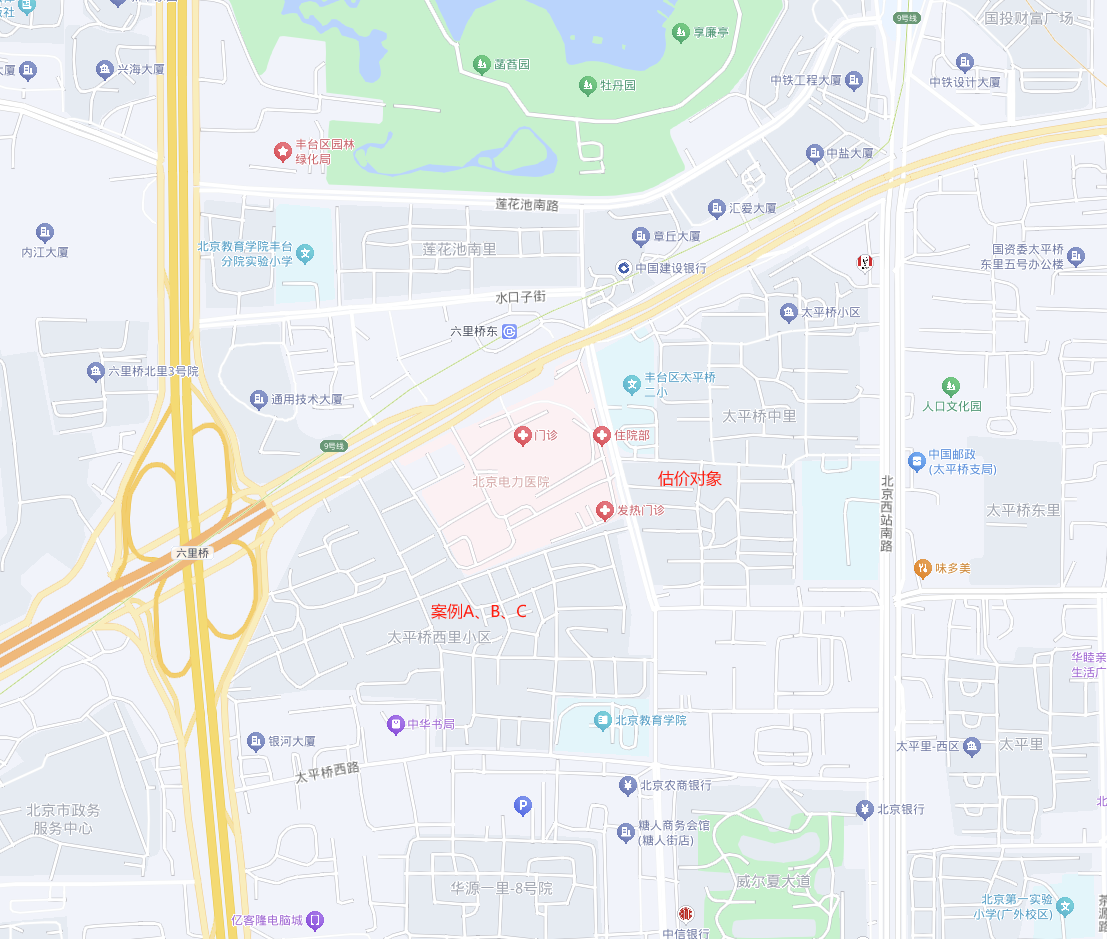 9号线
国投财富广场
享廉亭
菡萏园
牡丹园
大厦
兴海大厦
中铁工程大厦
中铁设计大厦
丰台区园林
绿化局
中盐大厦
莲花池南路
汇爱大厦
内江大厦
北京教育学院丰台
分院实验小学
莲花池南里
章丘大厦
中国建设银行
国资委太平桥
东里五号办公楼
水口子街
太平桥小区
六里桥东
六里桥北里3号院
通用技术大厦
丰台区太平桥
二小
太平桥中里
人口文化园
9号线
门诊
住院部
北京电力医院
估价对象
中国邮政
(太平桥支局)
发热门诊
北京西站南路
太平桥东里
六里桥
味多美
案例A、B、C
太平桥西里小区
华睦亲
生活广
中华书局
北京教育学院
银河大厦
太平桥西路
太平里-西区
太平里
北京农商银行
北京市政务
服务中心
北京银行
糖人商务会馆
(糖人街店)
华源一里-8号院
威尔夏大道
北京第一实验
小学(广外校区)
亿客隆电脑城
中信银行
茶源路